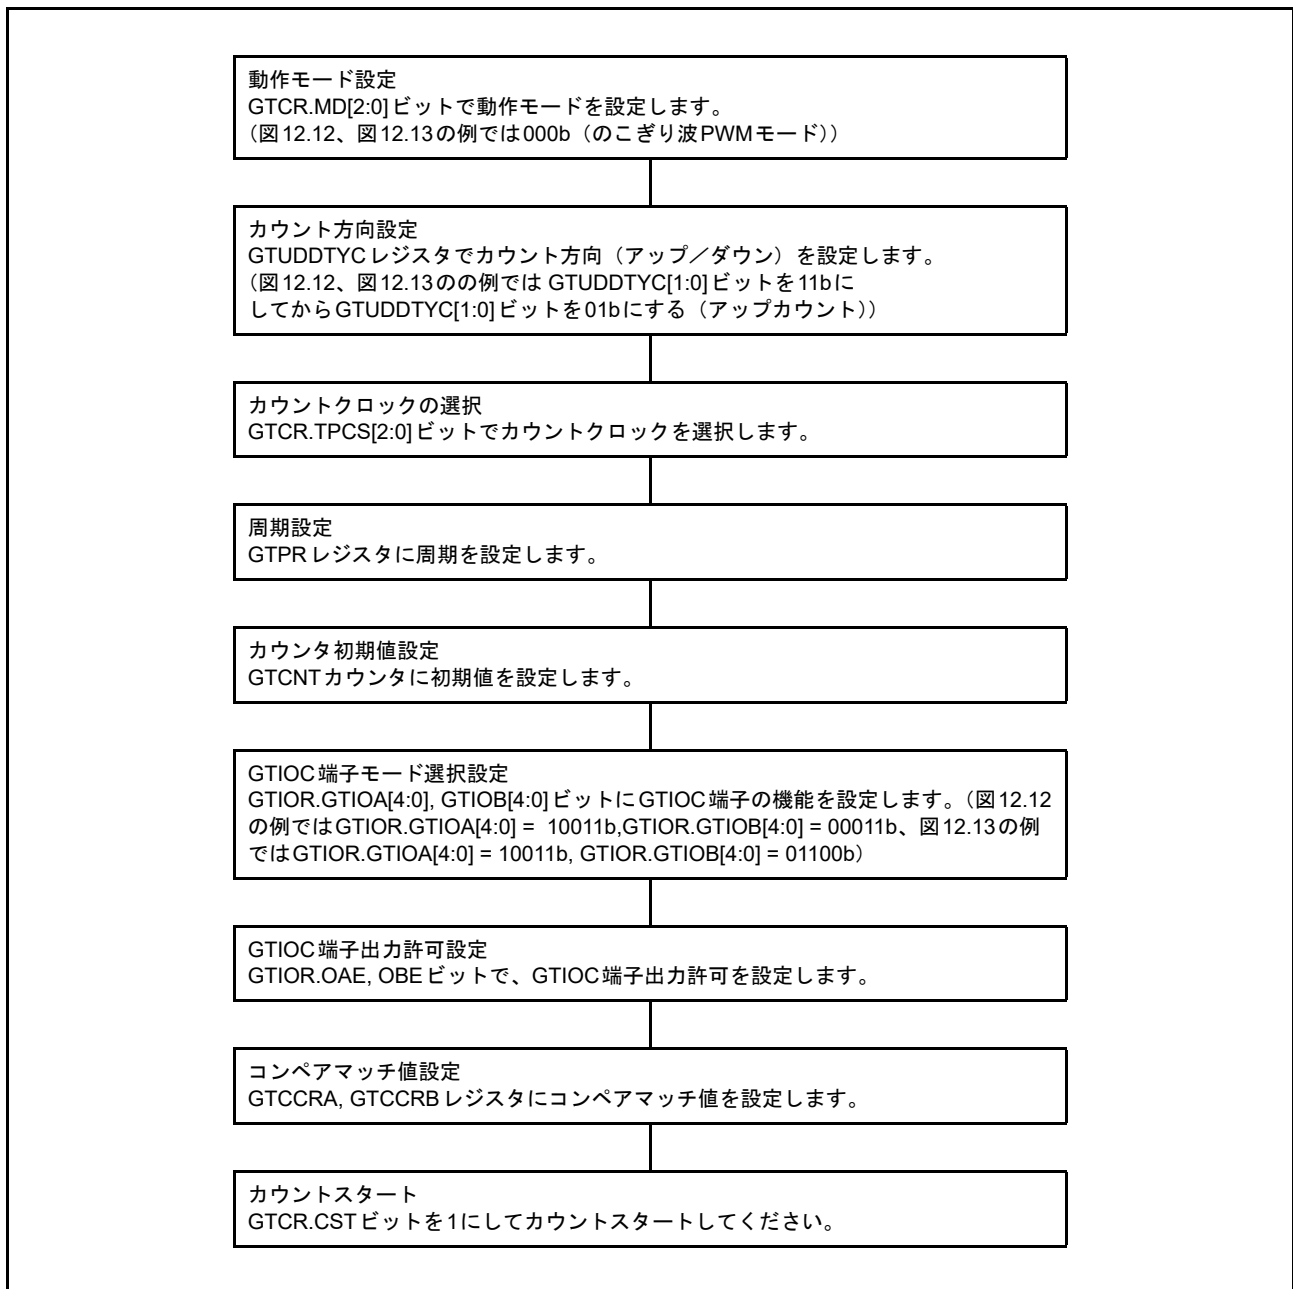 動作モード設定
GTCR.MD[2:0]ビットで動作モードを設定します。
（図12.12、図12.13の例では000b（のこぎり波PWMモード））
カウント方向設定
GTUDDTYCレジスタでカウント方向（アップ／ダウン）を設定します。
（図12.12、図12.13のの例では GTUDDTYC[1:0]ビットを11bに
してからGTUDDTYC[1:0]ビットを01bにする（アップカウント））
カウントクロックの選択
GTCR.TPCS[2:0]ビットでカウントクロックを選択します。
周期設定
GTPRレジスタに周期を設定します。
カウンタ初期値設定
GTCNTカウンタに初期値を設定します。
GTIOC端子モード選択設定
GTIOR.GTIOA[4:0], GTIOB[4:0]ビットにGTIOC端子の機能を設定します。（図12.12
の例ではGTIOR.GTIOA[4:0] = 10011b,GTIOR.GTIOB[4:0] = 00011b、図12.13の例
ではGTIOR.GTIOA[4:0] = 10011b, GTIOR.GTIOB[4:0] = 01100b）
GTIOC端子出力許可設定
GTIOR.OAE, OBEビットで、GTIOC端子出力許可を設定します。
コンペアマッチ値設定
GTCCRA, GTCCRBレジスタにコンペアマッチ値を設定します。
カウントスタート
GTCR.CSTビットを1にしてカウントスタートしてください。